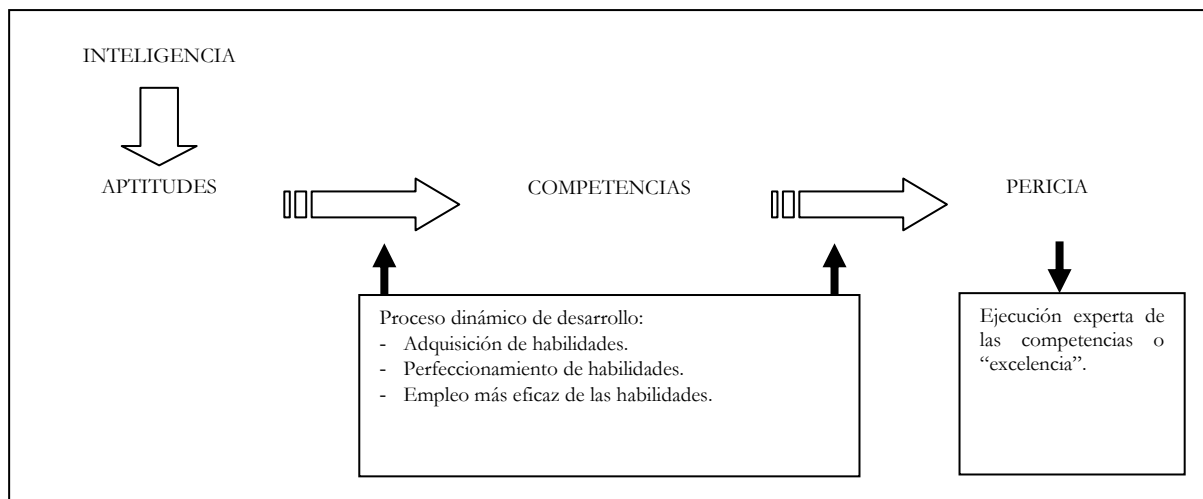 INTELIGENCIA
APTITUDES
COMPETENCIAS
PERICIA
Proceso dinámico de desarrollo:
- Adquisición de habilidades.
- Perfeccionamiento de habilidades.
- Empleo más eficaz de las habilidades.
Ejecución experta de
las competencias o
“excelencia”.